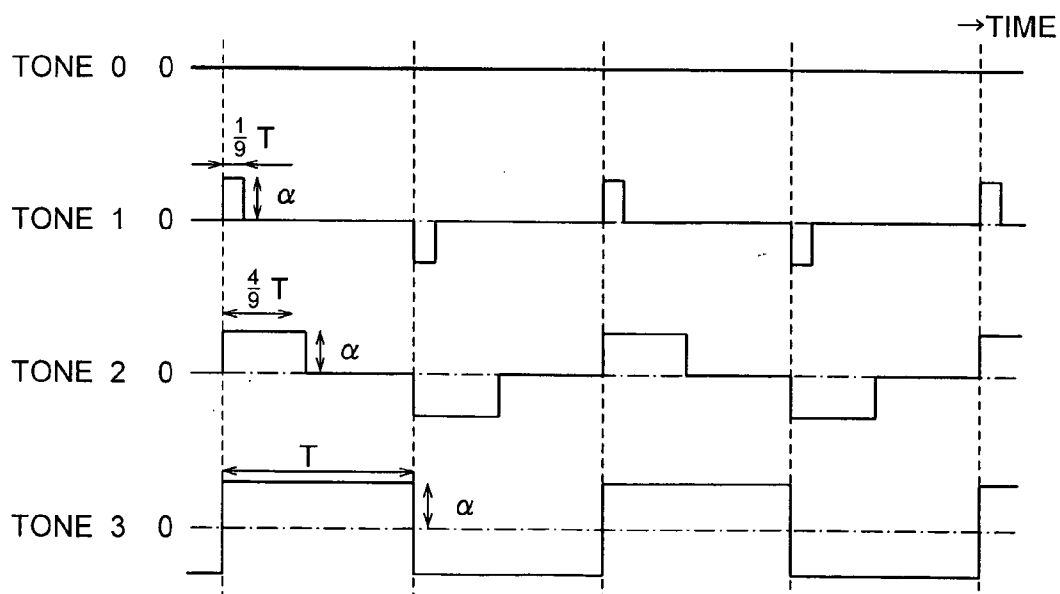 →TIME
TONE 0 0
1/9 T
α
TONE 1 0
4/9 T
α
TONE 2 0
T
α
TONE 3 0